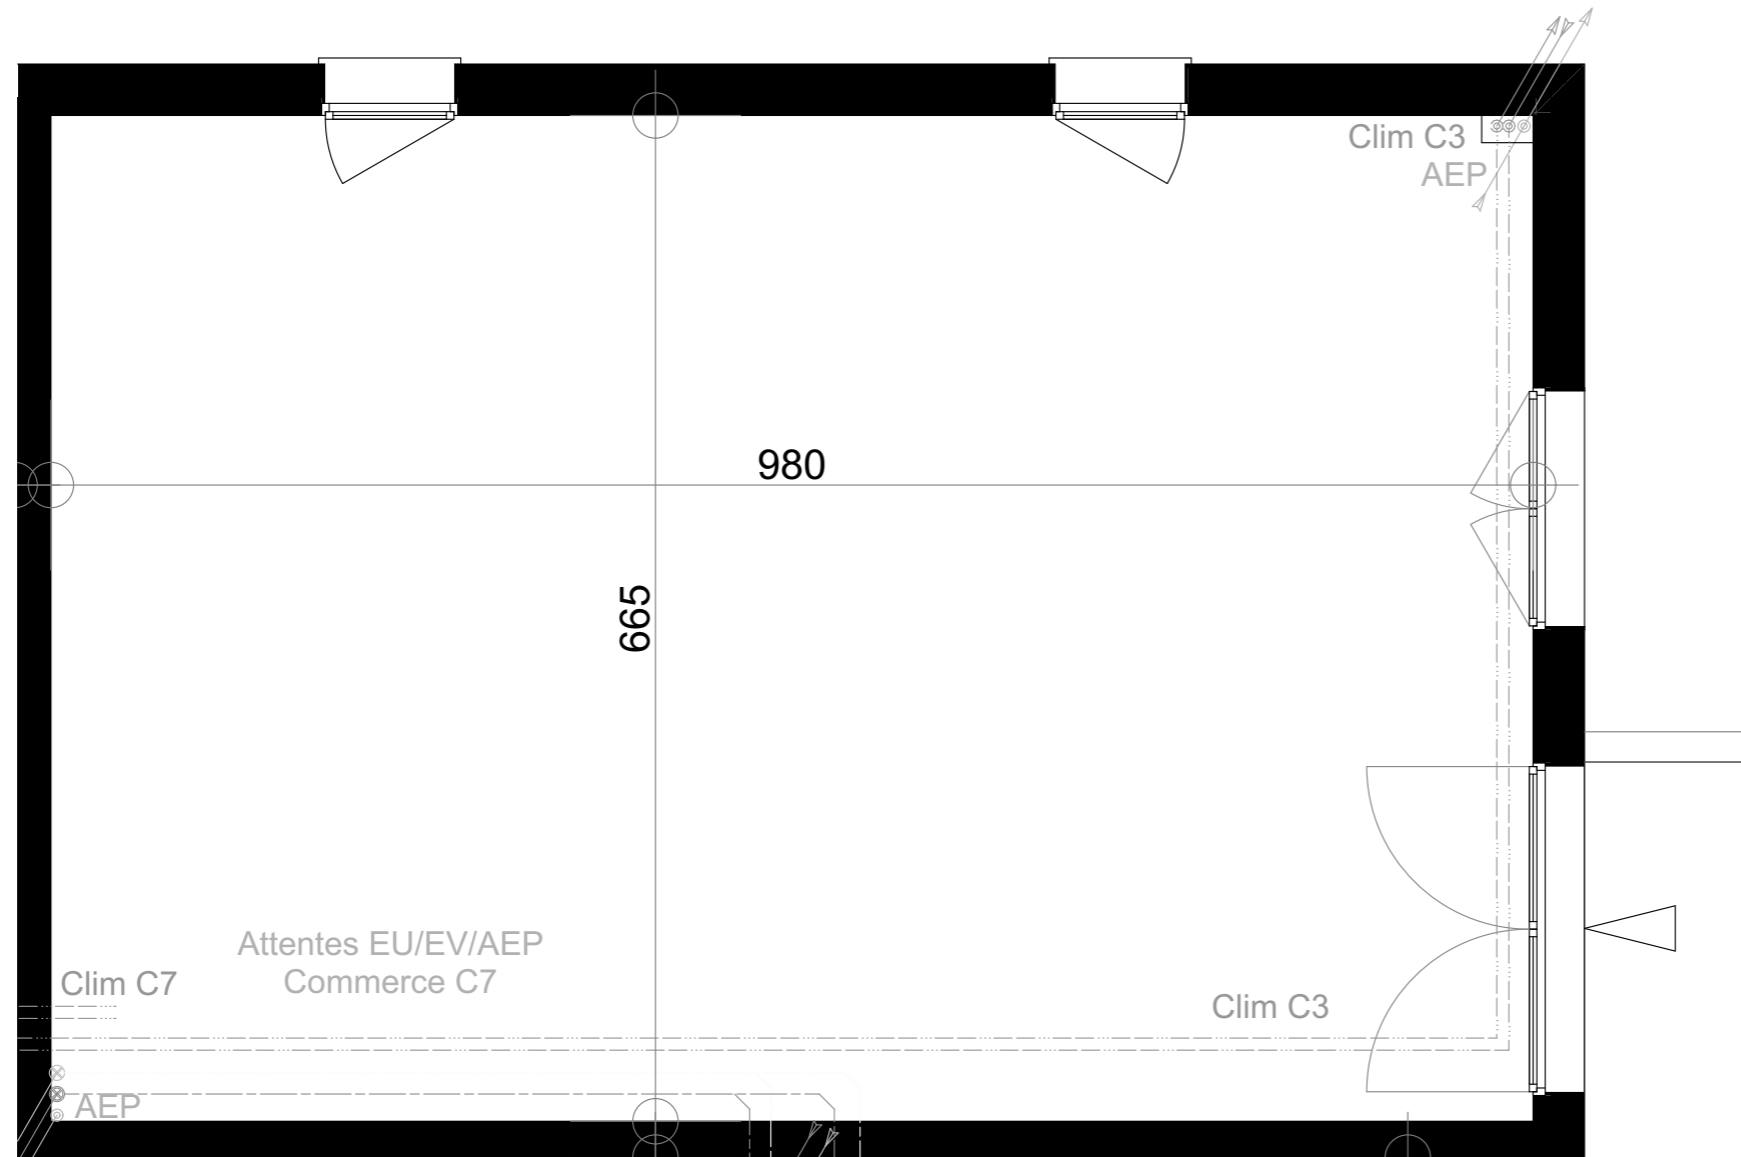 Clim C3
AEP
980
665
Attentes EU/EV/AEP
Commerce C7
Clim C7
Clim C3
AEP